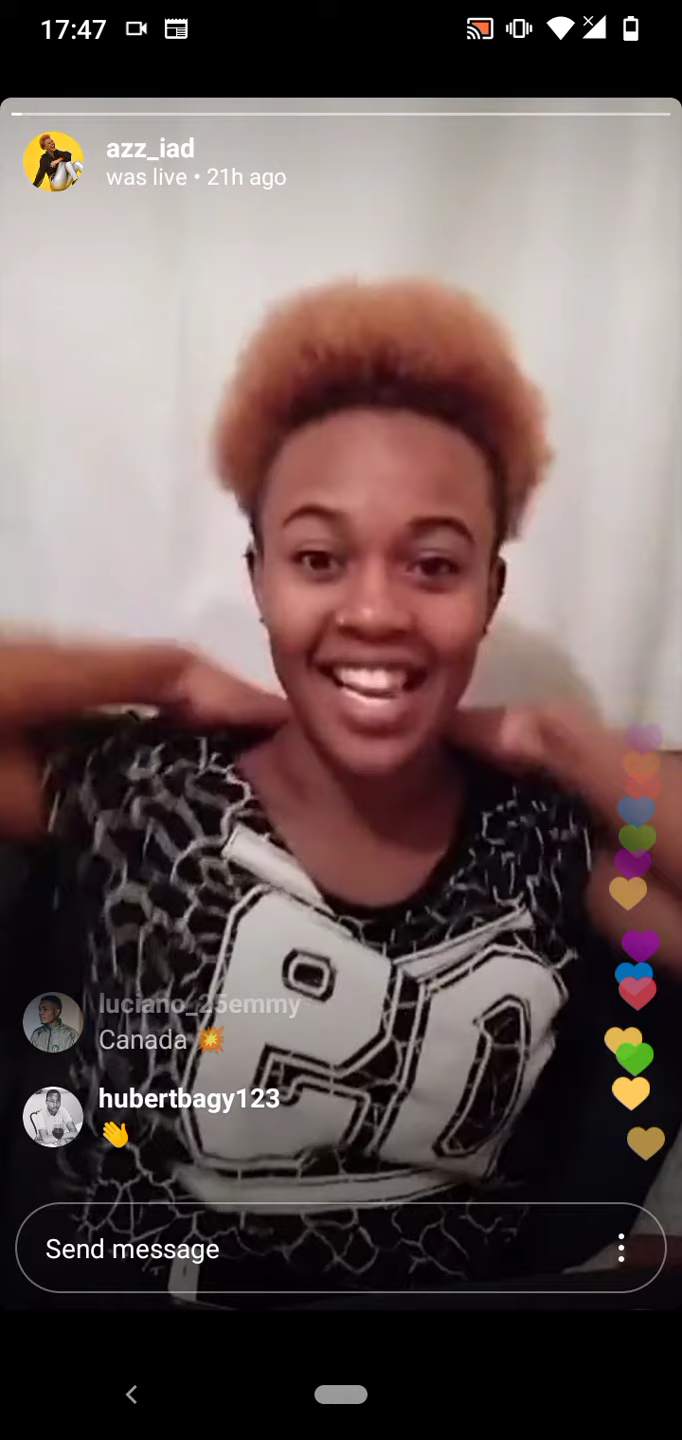 17:47
azz_iad
was live • 21h ago
luciano_25emmy
Canada 💥
hubertbagy123
👋
Send message